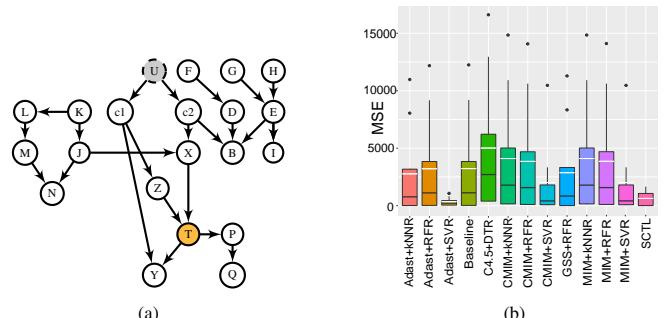 U F G H
L K c1 c2 D E
M J X B I
N Z
T P
Y Q
(a)
MSE
15000
10000
5000
0
Adast+kNNR
Adast+RFR
Adast+SVR
Baseline
C4.5+DTR
CMIM+kNNR
CMIM+RFR
CMIM+SVR
GSS+RFR
MIM+kNNR
MIM+RFR
MIM+SVR
SCTL
(b)